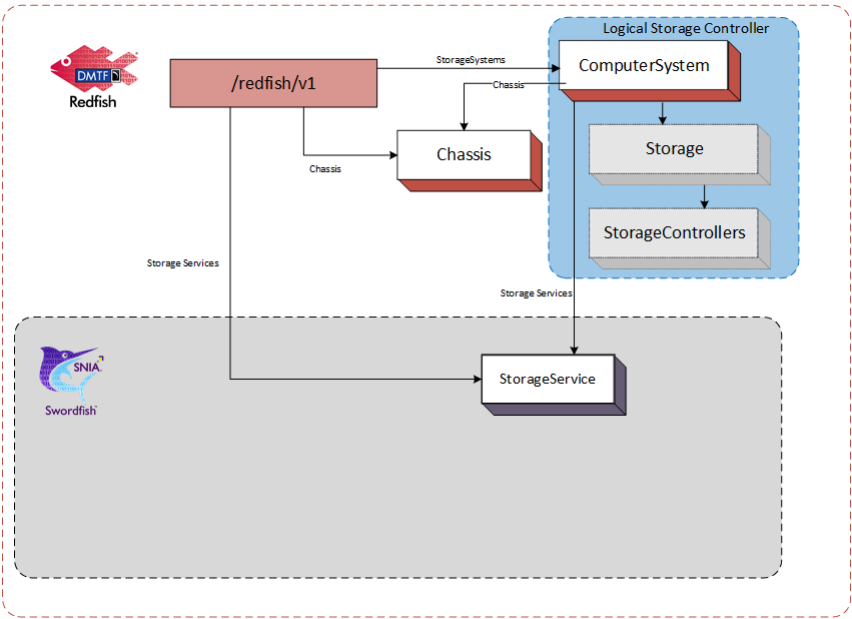 Logical Storage Controller
StorageSystems
ComputerSystem
DMTF
/redfish/v1
Chassis
Redfish
Chassis
Storage
Chassis
StorageControllers
Storage Services
Storage Services
SNIA
StorageService
Swordfish